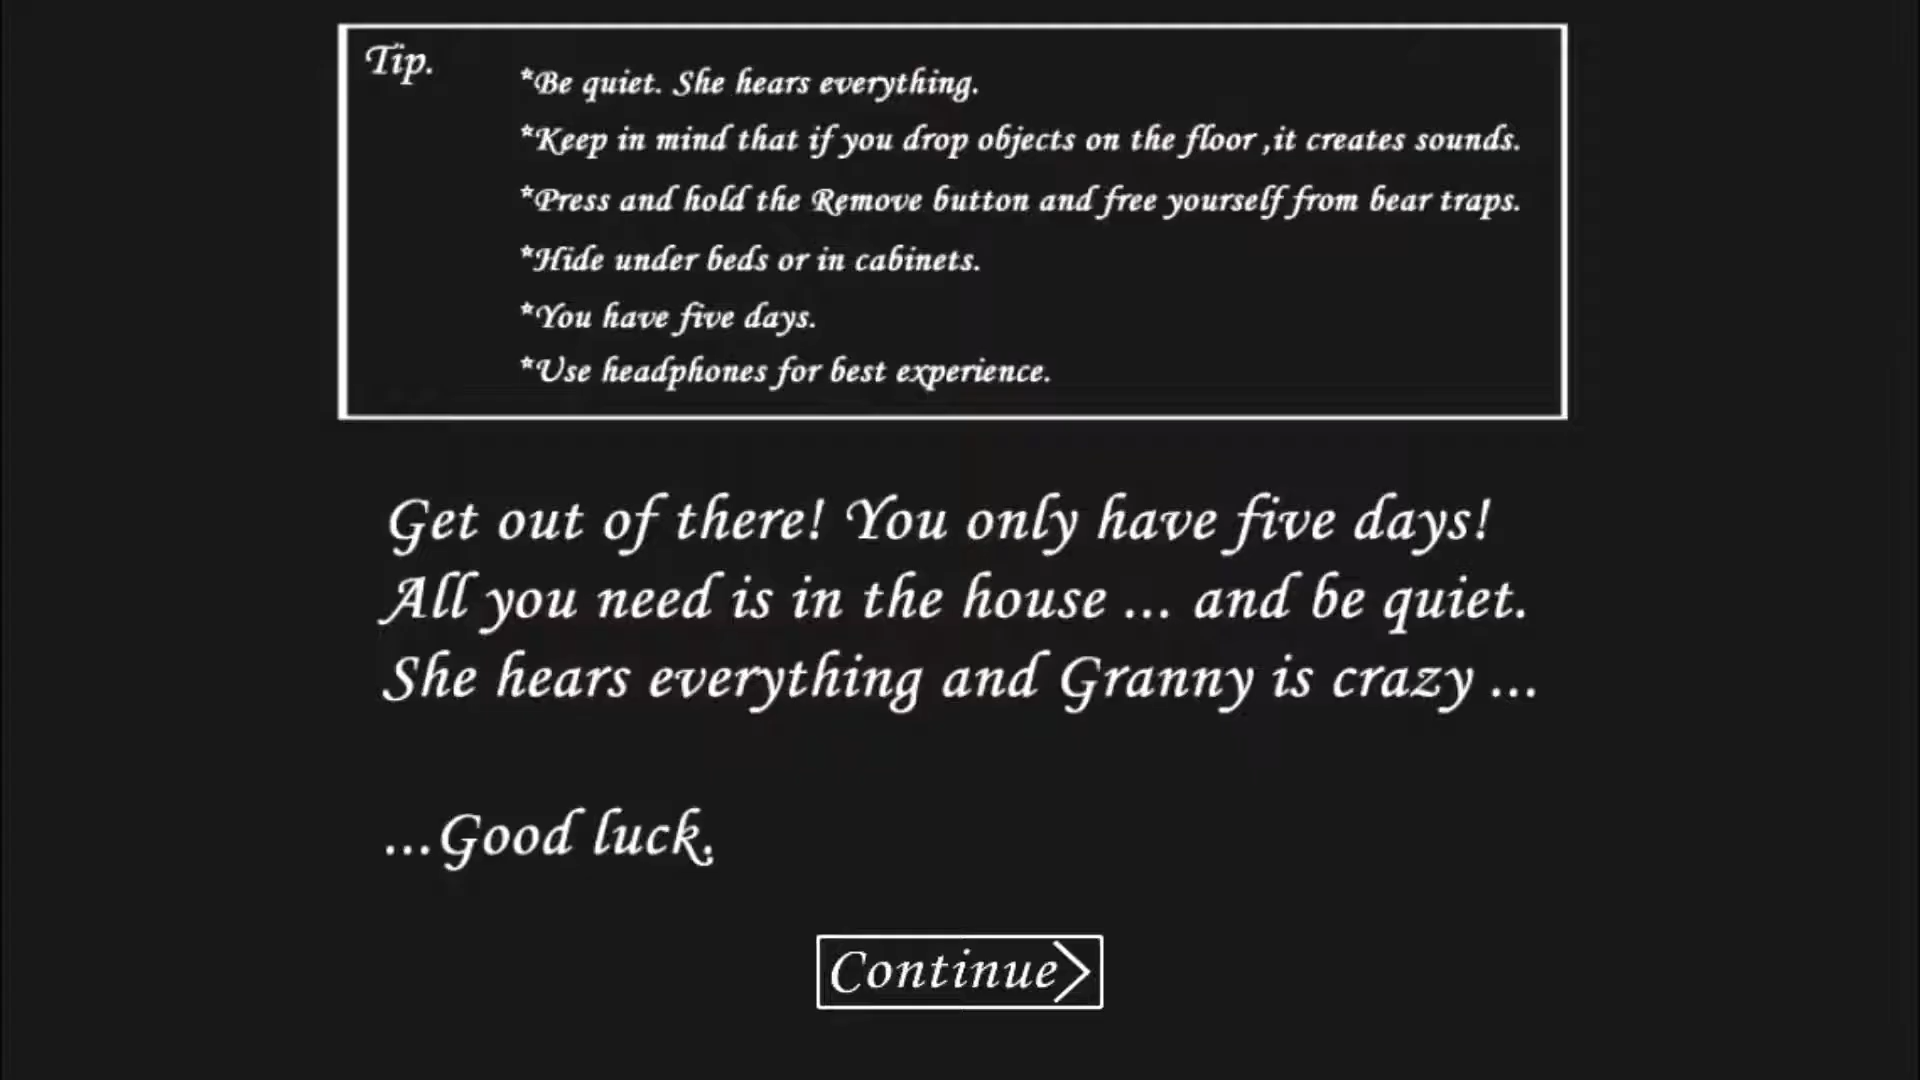 Tip.
*Be quiet. She hears everything.
*Keep in mind that if you drop objects on the floor ,it creates sounds.
*Press and hold the Remove button and free yourself from bear traps.
*Hide under beds or in cabinets.
*You have five days.
*Use headphones for best experience.
Get out of there! You only have five days!
All you need is in the house ... and be quiet.
She hears everything and Granny is crazy ...
...Good luck.
Continue